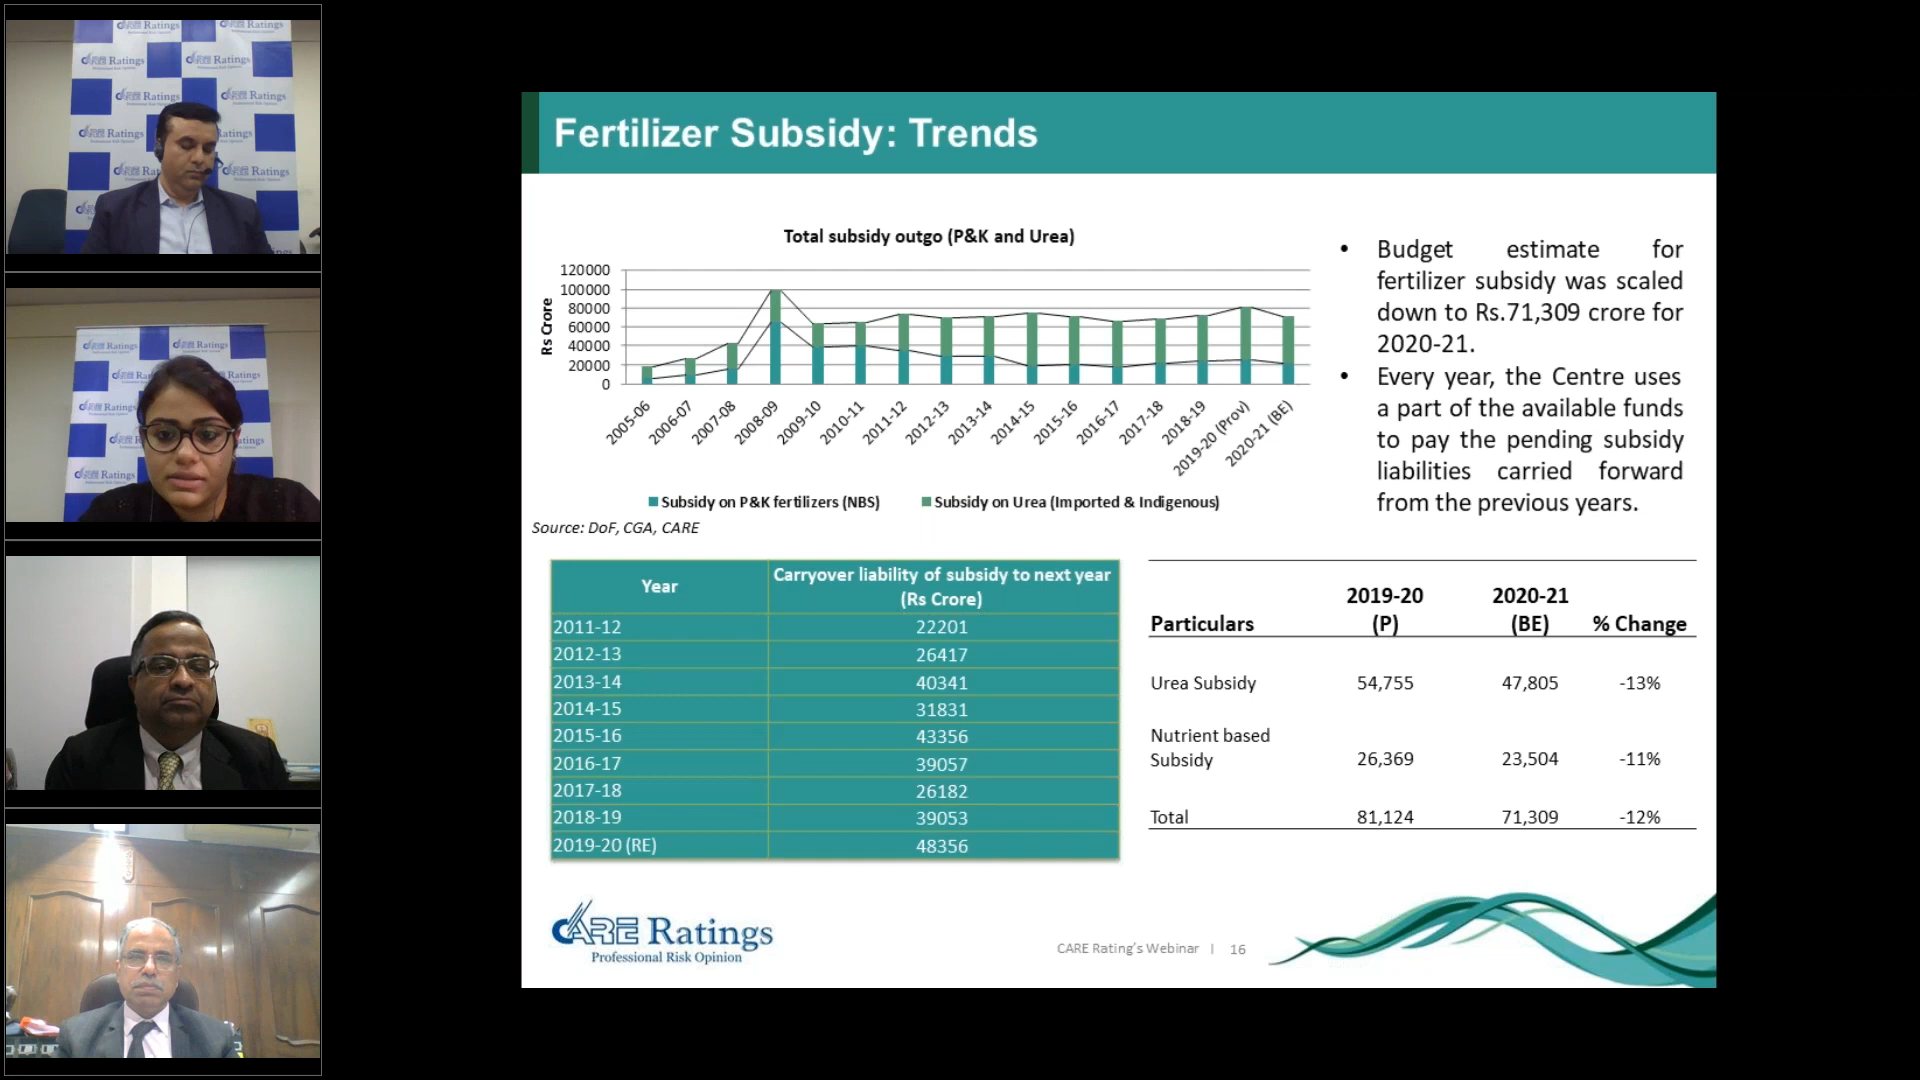 Fertilizer Subsidy: Trends
Total subsidy outgo (P&K and Urea)
Rs Crore
120000
100000
80000
60000
40000
20000
0
2005-06
2006-07
2007-08
2008-09
2009-10
2010-11
2011-12
2012-13
2013-14
2014-15
2015-16
2016-17
2017-18
2018-19
2019-20 (Prov)
2020-21 (BE)
Subsidy on P&K fertilizers (NBS) Subsidy on Urea (Imported & Indigenous)
Source: DoF, CGA, CARE
• Budget estimate for
fertilizer subsidy was scaled
down to Rs.71,309 crore for
2020-21.
• Every year, the Centre uses
a part of the available funds
to pay the pending subsidy
liabilities carried forward
from the previous years.
Year Carryover liability of subsidy to next year
(Rs Crore)
2011-12 22201
2012-13 26417
2013-14 40341
2014-15 31831
2015-16 43356
2016-17 39057
2017-18 26182
2018-19 39053
2019-20 (RE) 48356
2019-20 2020-21
Particulars (P) (BE) % Change
Urea Subsidy 54,755 47,805 -13%
Nutrient based
Subsidy 26,369 23,504 -11%
Total 81,124 71,309 -12%
CARE Ratings
Professional Risk Opinion
CARE Rating's Webinar | 16